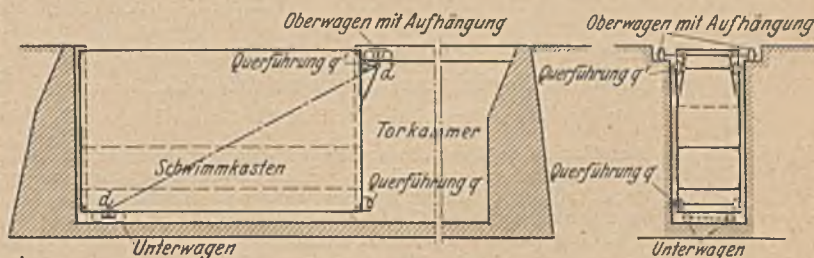 Oberwagen mit Aufhängung
Querführung q'
d
Torkammer
Schwimmkasten
Querführung q
d
Unterwagen
Oberwagen mit Aufhängung
Querführung q'
Querführung q
Unterwagen